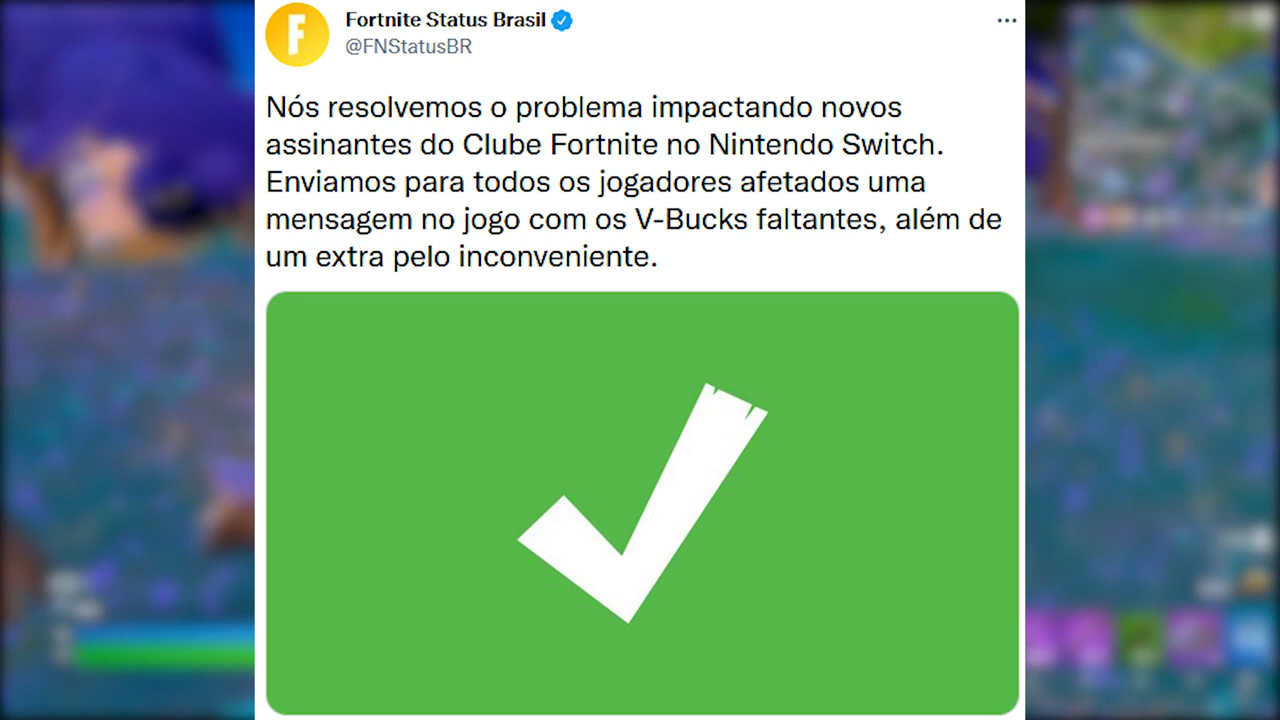 Fortnite Status Brasil
@FNStatusBR
Nós resolvemos o problema impactando novos
assinantes do Clube Fortnite no Nintendo Switch.
Enviamos para todos os jogadores afetados uma
mensagem no jogo com os V-Bucks faltantes, além de
um extra pelo inconveniente.